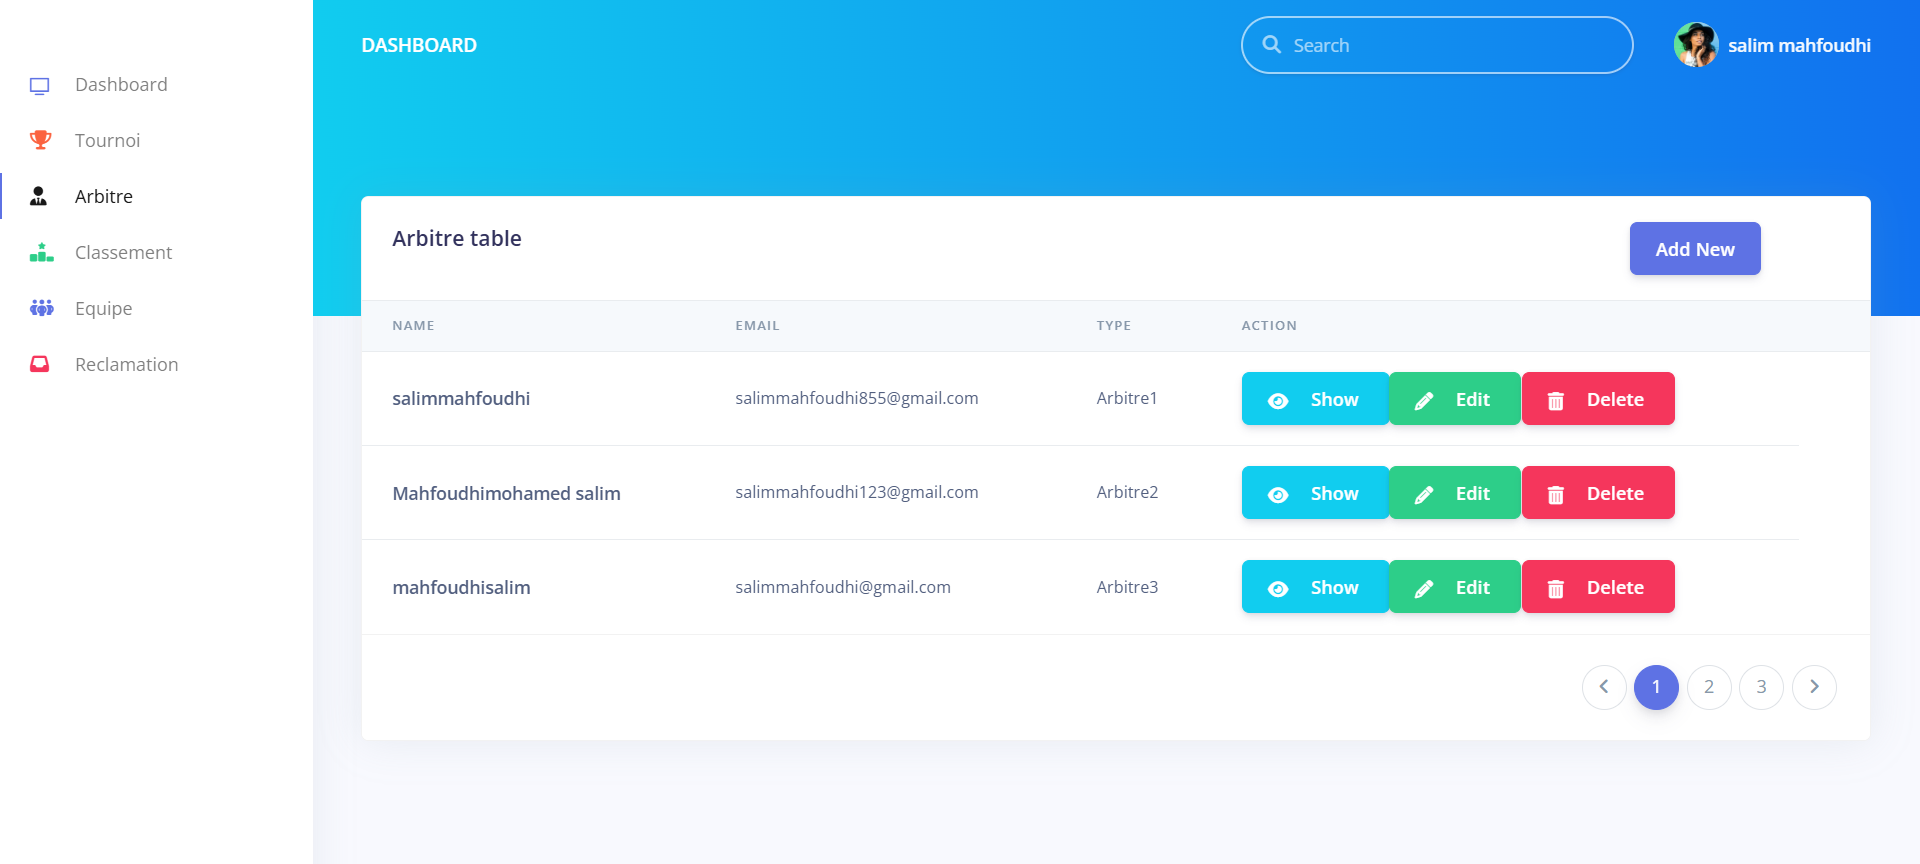 DASHBOARD
Search
salim mahfoudhi
Dashboard
Tournoi
Arbitre
Classement
Equipe
Reclamation
Arbitre table
Add New
NAME EMAIL TYPE ACTION
salimmahfoudhi salimmahfoudhi855@gmail.com Arbitre1 Show Edit Delete
Mahfoudhimohamed salim salimmahfoudhi123@gmail.com Arbitre2 Show Edit Delete
mahfoudhisalim salimmahfoudhi@gmail.com Arbitre3 Show Edit Delete
1 2 3